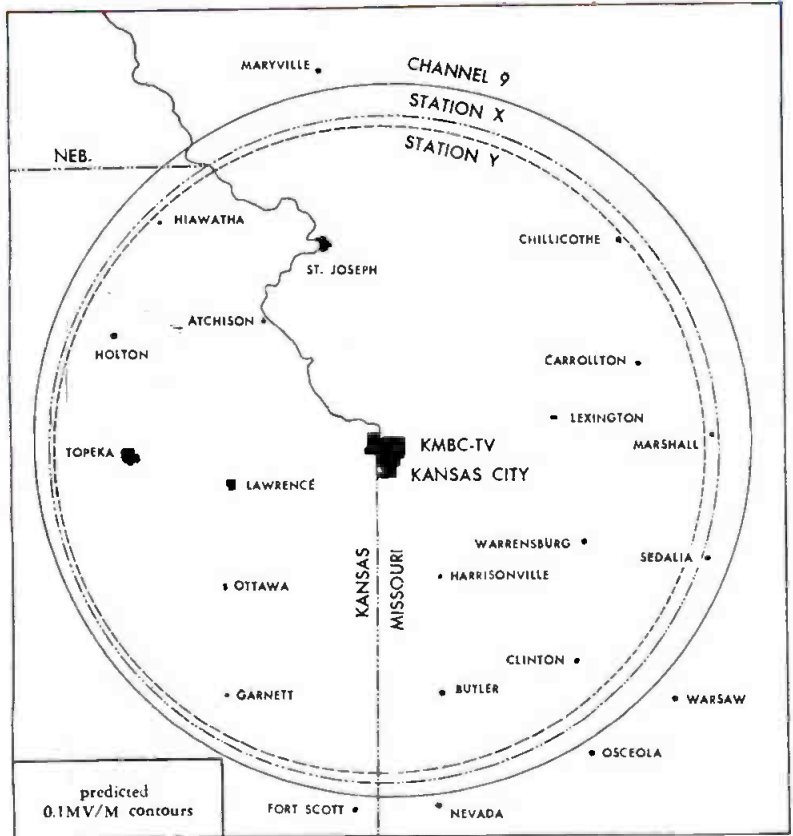 MARYVILLE
CHANNEL 9
STATION X
STATION Y
NEB.
HIAWATHA
CHILLICOTHE
ST. JOSEPH
ATCHISON
HOLTON
CARROLLTON
LEXINGTON
MARSHALL
TOPEKA
KMBC-TV
KANSAS CITY
LAWRENCE
WARRENSBURG
SEDALIA
HARRISONVILLE
OTTAWA
KANSAS
MISSOURI
CLINTON
GARNETT
BUTLER
WARSAW
OSCEOLA
predicted
0.1MV/M contours
FORT SCOTT
NEVADA